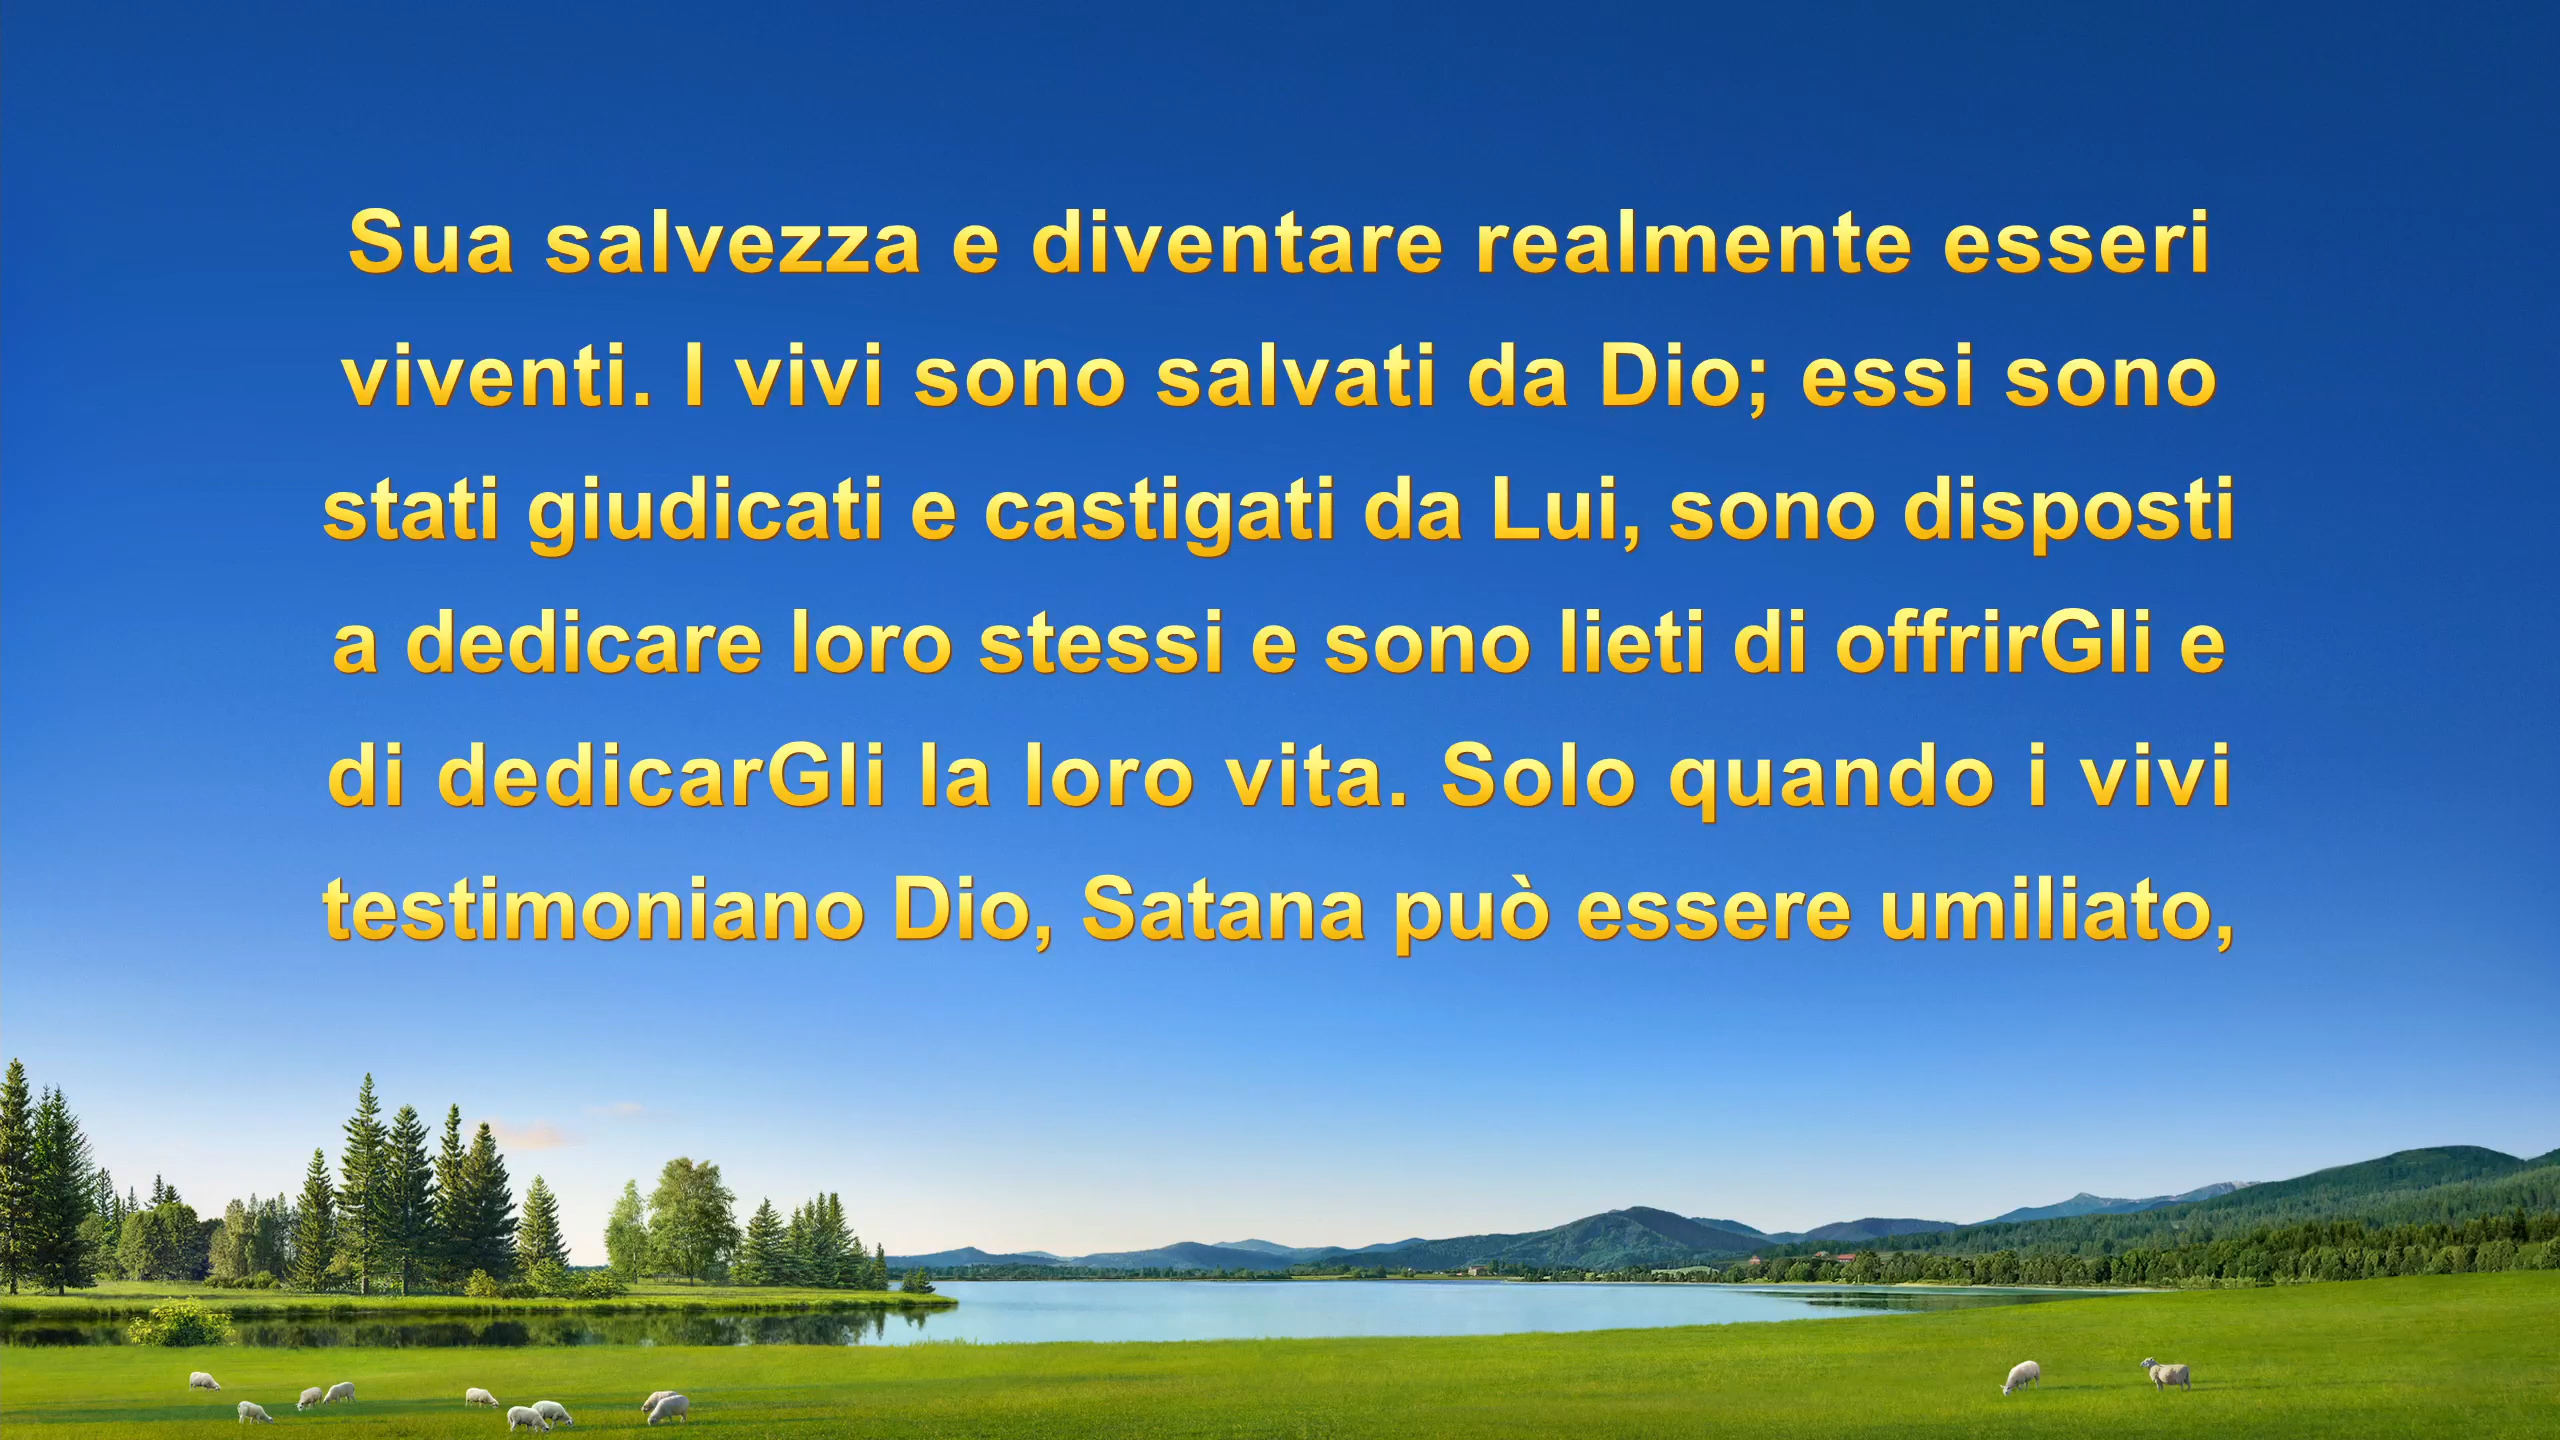 Sua salvezza e diventare realmente esseri
viventi. I vivi sono salvati da Dio; essi sono
stati giudicati e castigati da Lui, sono disposti
a dedicare loro stessi e sono lieti di offrirGli e
di dedicarGli la loro vita. Solo quando i vivi
testimoniano Dio, Satana può essere umiliato,